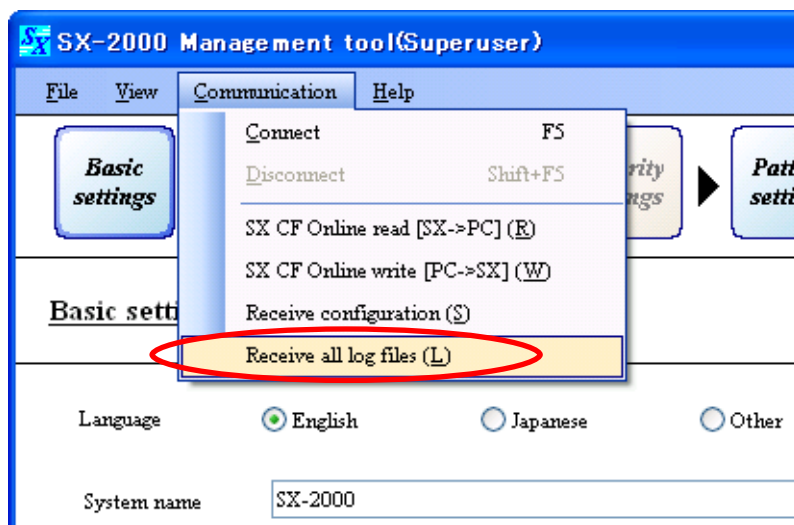 SX SX-2000 Management tool(Superuser)
File View Communication Help
Connect F5
Disconnect Shift+F5
SX CF Online read [SX->PC] (R)
SX CF Online write [PC->SX] (W)
Receive configuration (S)
Receive all log files (L)
Basic
settings
rity
ngs
Patt
setti
Basic setti
Language English Japanese Other
System name SX-2000